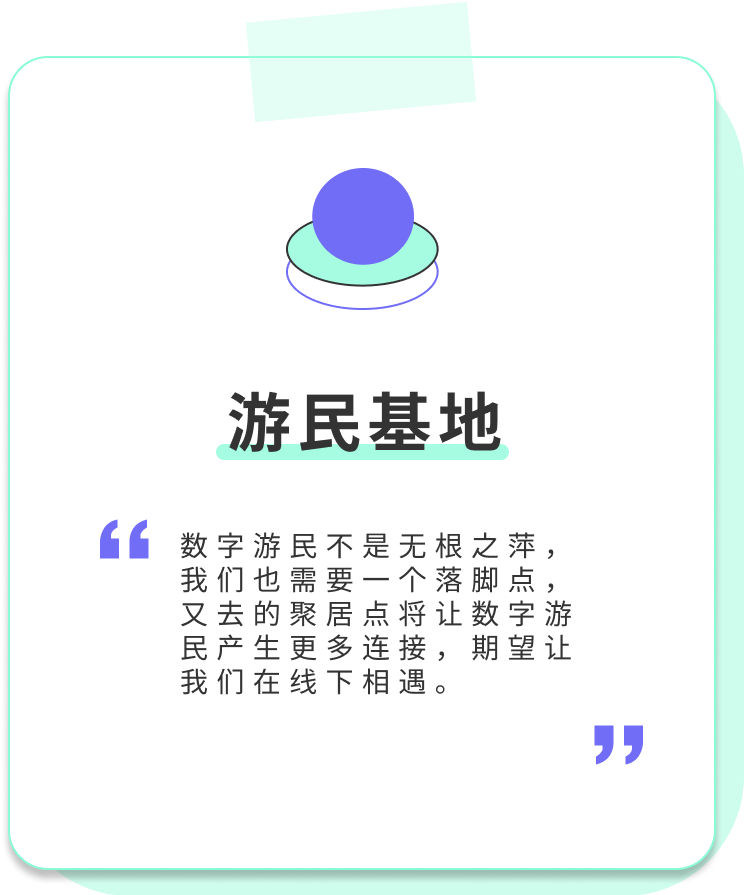 游民基地
“
数字游民不是无根之萍，
我们也需要一个落脚点，
又去的聚居点将让数字游
民产生更多连接，期望让
我们在线下相遇。
”